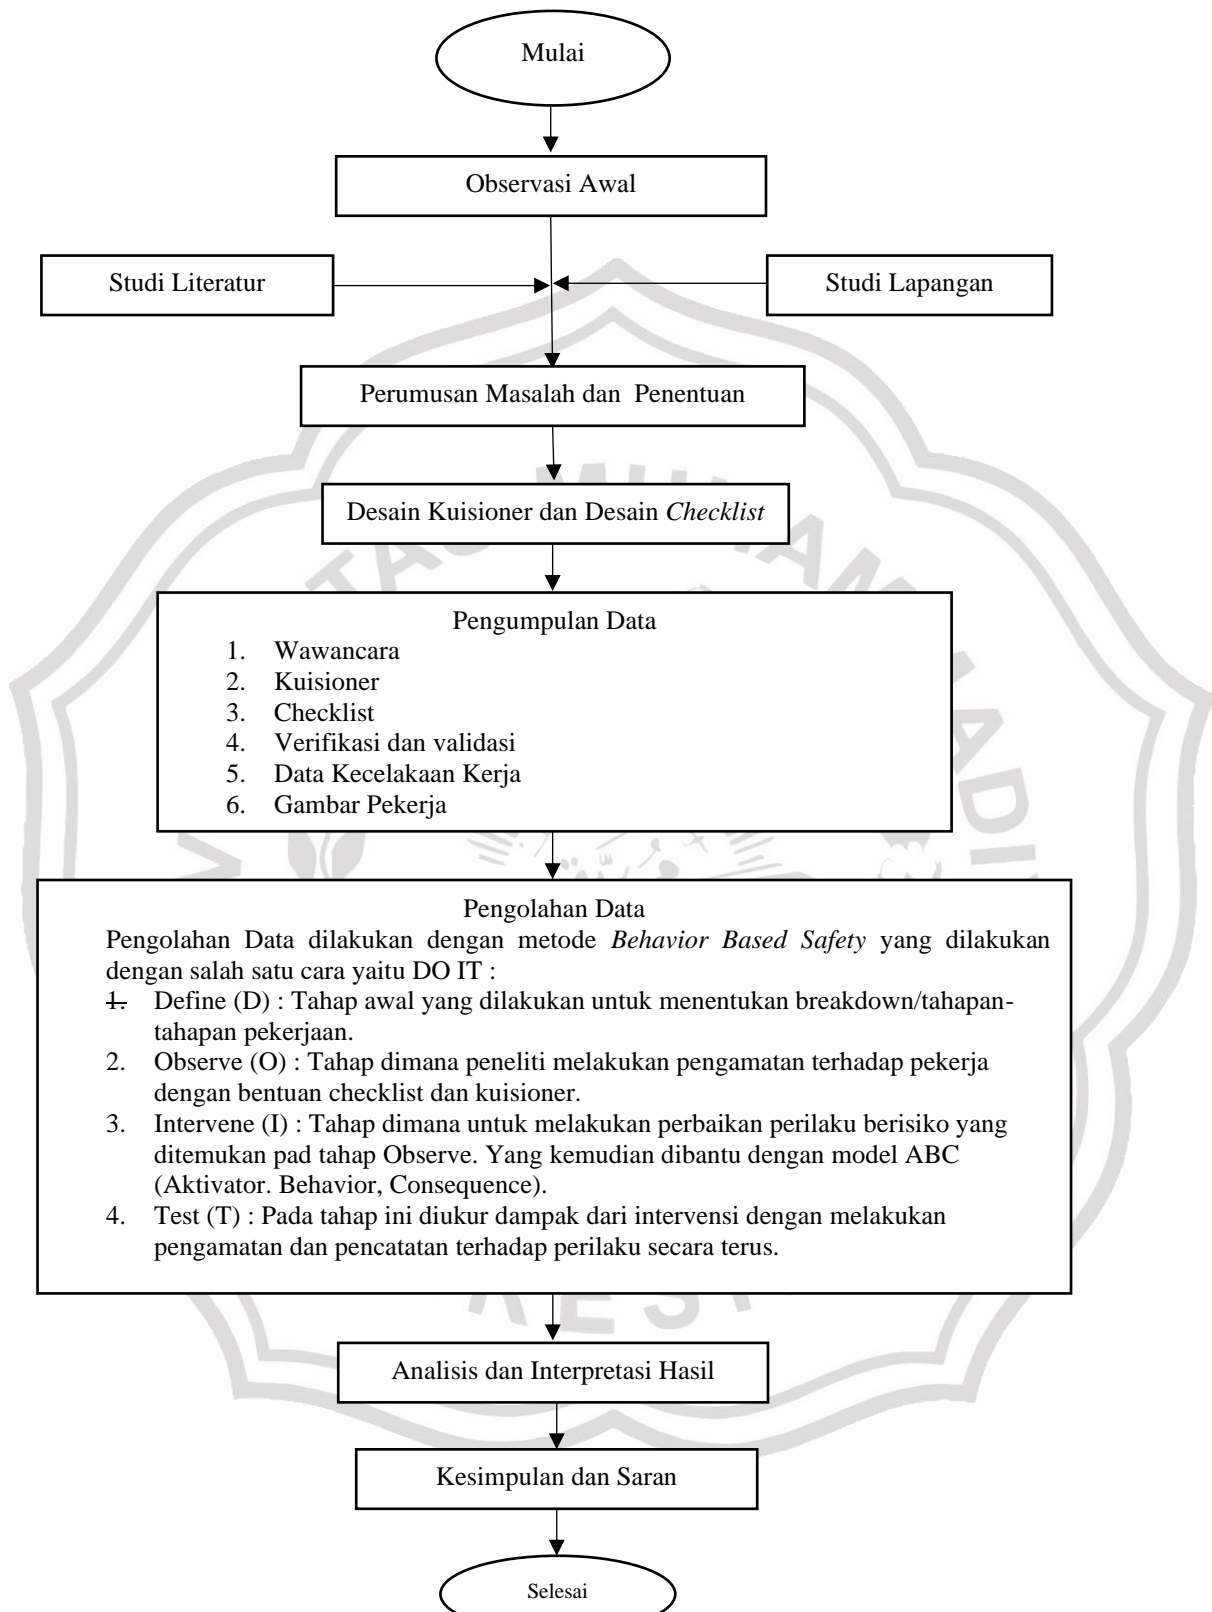 Mulai
Observasi Awal
Studi Literatur
Studi Lapangan
Perumusan Masalah dan Penentuan
Desain Kuisioner dan Desain Checklist
Pengumpulan Data
1. Wawancara
2. Kuisioner
3. Checklist
4. Verifikasi dan validasi
5. Data Kecelakaan Kerja
6. Gambar Pekerja
Pengolahan Data
Pengolahan Data dilakukan dengan metode Behavior Based Safety yang dilakukan
dengan salah satu cara yaitu DO IT :
1. Define (D) : Tahap awal yang dilakukan untuk menentukan breakdown/tahapan-
tahapan pekerjaan.
2. Observe (O) : Tahap dimana peneliti melakukan pengamatan terhadap pekerja
dengan bentuan checklist dan kuisioner.
3. Intervene (I) : Tahap dimana untuk melakukan perbaikan perilaku berisiko yang
ditemukan pad tahap Observe. Yang kemudian dibantu dengan model ABC
(Aktivator. Behavior, Consequence).
4. Test (T) : Pada tahap ini diukur dampak dari intervensi dengan melakukan
pengamatan dan pencatatan terhadap perilaku secara terus.
Analisis dan Interpretasi Hasil
Kesimpulan dan Saran
Selesai